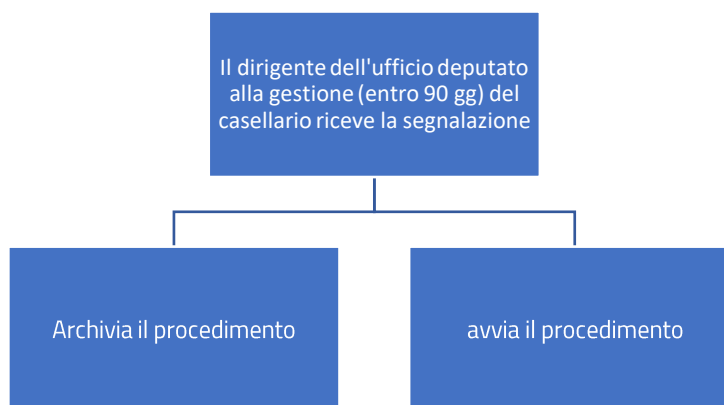 Il dirigente dell'ufficio deputato
alla gestione (entro 90 gg) del
casellario riceve la segnalazione
Archivia il procedimento
avvia il procedimento